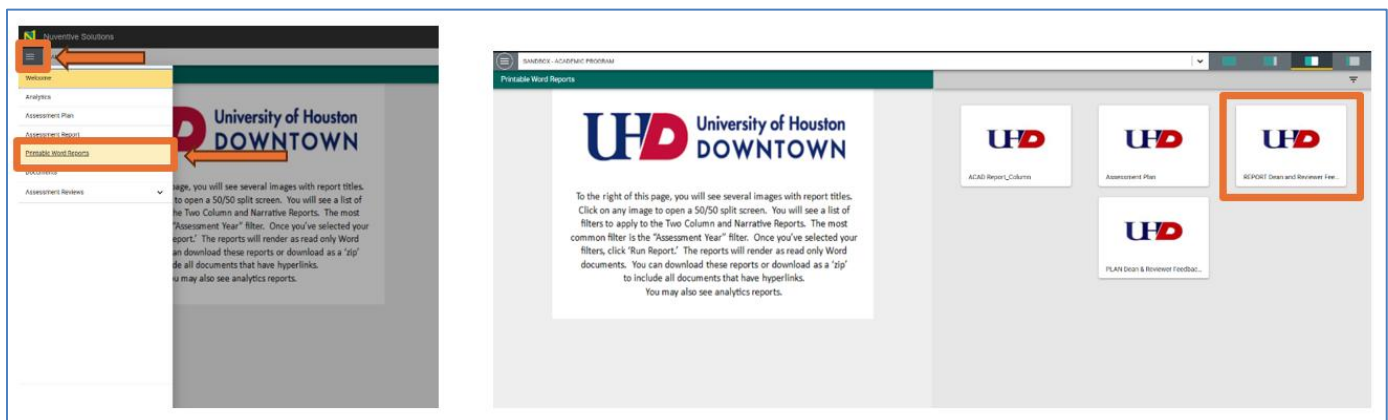 Nuventive Solutions
Welcome
Analytics
Assessment Plan
Assessment Report
Printable Word Reports
Documents
Assessment Reviews
University of Houston
DOWNTOWN
page, you will see several images with report titles.
to open a 50/50 split screen. You will see a list of
he Two Column and Narrative Reports. The most
"Assessment Year" filter. Once you've selected your
eport.' The reports will render as read only Word
an download these reports or download as a 'zip'
de all documents that have hyperlinks.
u may also see analytics reports.
SANDBOX - ACADEMIC PROGRAM
Printable Word Reports
UHD University of Houston
DOWNTOWN
To the right of this page, you will see several images with report titles.
Click on any image to open a 50/50 split screen. You will see a list of
filters to apply to the Two Column and Narrative Reports. The most
common filter is the "Assessment Year" filter. Once you've selected your
filters, click 'Run Report.' The reports will render as read only Word
documents. You can download these reports or download as a 'zip'
to include all documents that have hyperlinks.
You may also see analytics reports.
UHD
ACAD Report_Column
UHD
Assessment Plan
UHD
REPORT Dean and Reviewer Fee...
UHD
PLAN Dean & Reviewer Feedbac...